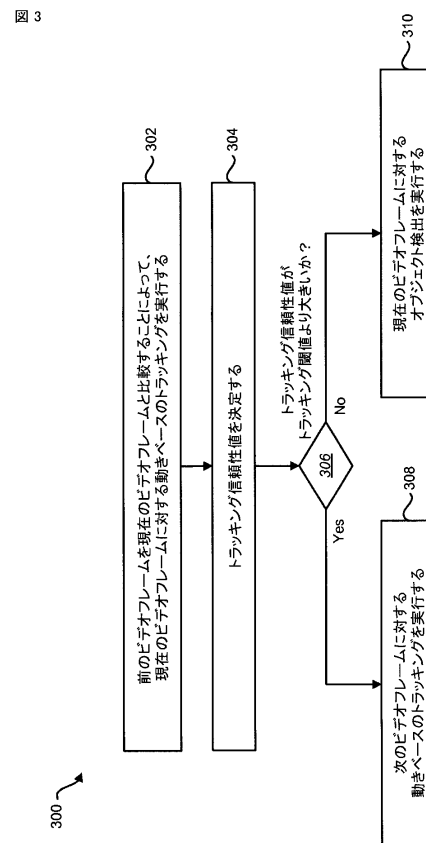 図 3
300
302
前のビデオフレームを現在のビデオフレームと比較することによって、
現在のビデオフレームに対する動きベースのトラッキングを実行する
304
トラッキング信頼性値を決定する
トラッキング信頼性値が
トラッキング閾値より大きいか?
306
Yes
No
308
次のビデオフレームに対する
動きベースのトラッキングを実行する
310
現在のビデオフレームに対する
オブジェクト検出を実行する